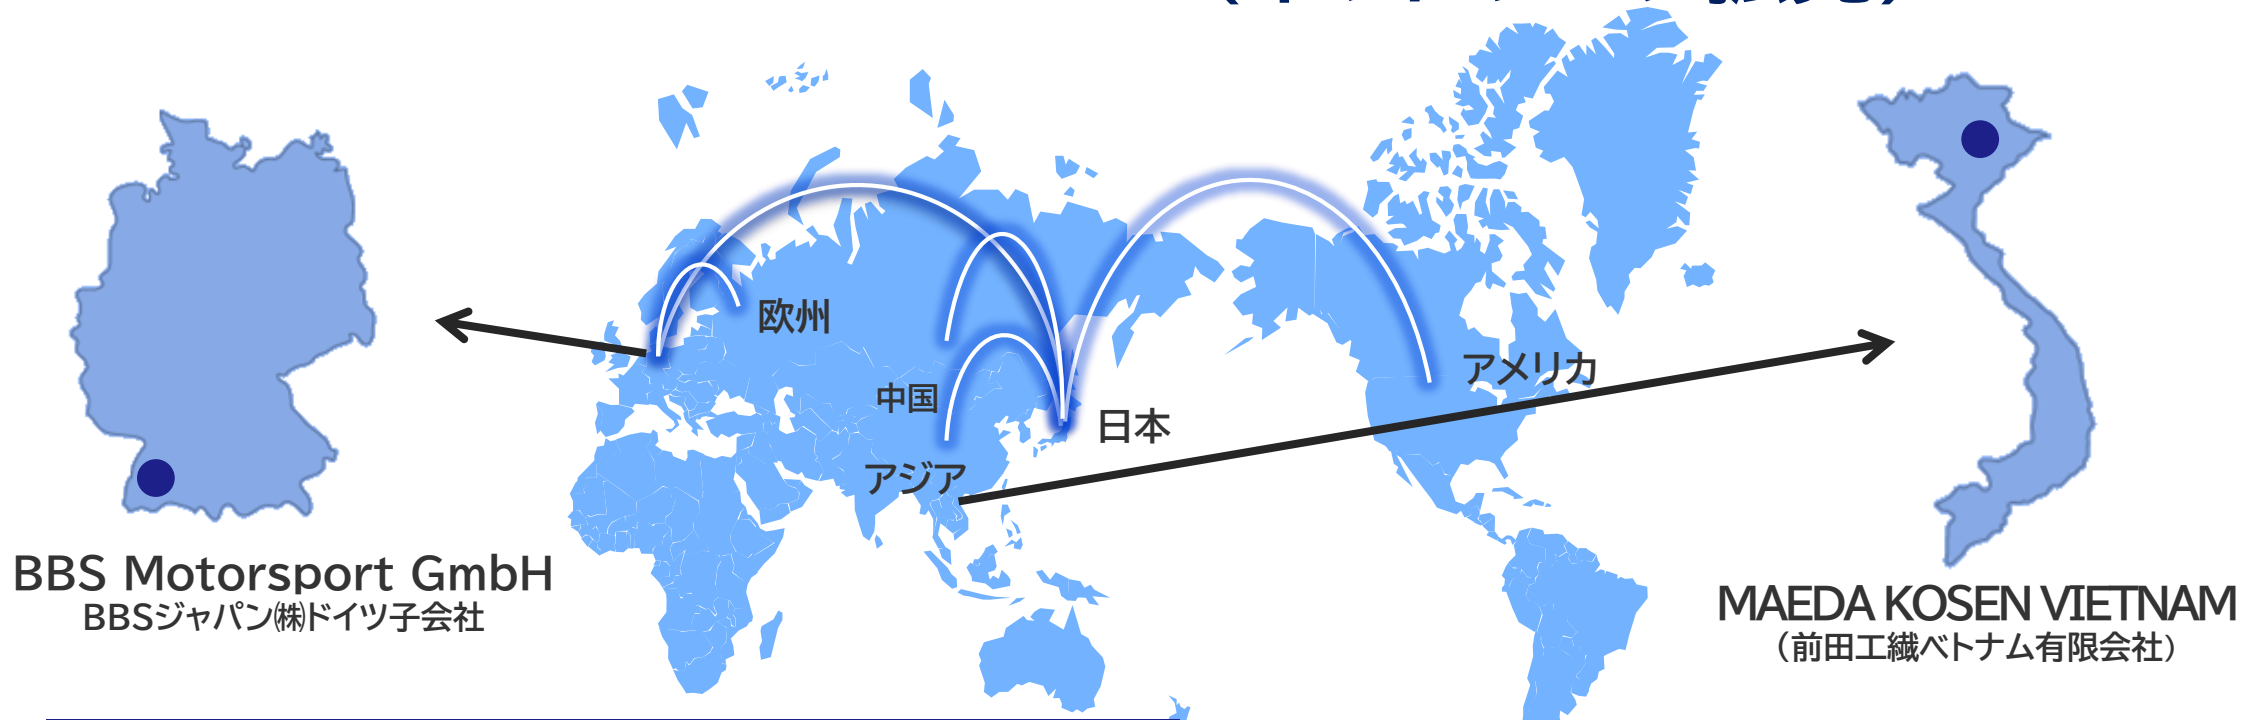 欧州
中国
アジア
日本
アメリカ
BBS Motorsport GmbH
BBSジャパン㈱ドイツ子会社
MAEDA KOSEN VIETNAM
（前田工繊ベトナム有限会社）